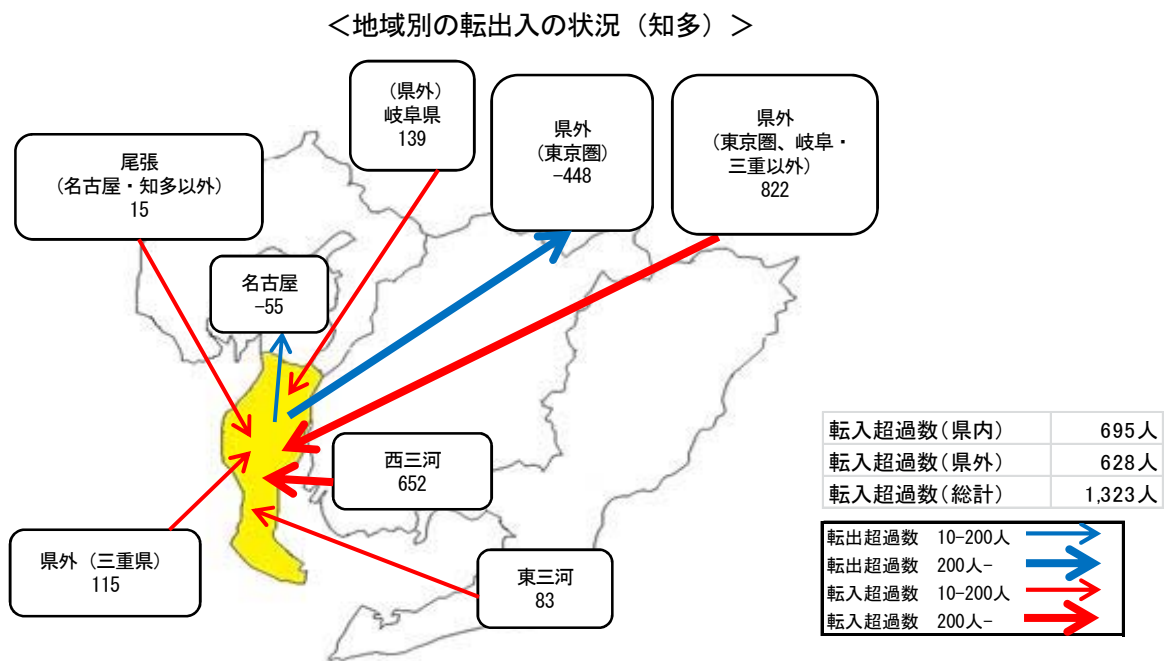 ＜地域別の転出入の状況（知多）＞
（県外）
岐阜県
139
県外
（東京圏）
-448
県外
（東京圏、岐阜・
三重以外）
822
尾張
（名古屋・知多以外）
15
名古屋
-55
西三河
652
県外（三重県）
115
東三河
83
転入超過数（県内） 695人
転入超過数（県外） 628人
転入超過数（総計） 1,323人
転出超過数 10-200人
転出超過数 200人-
転入超過数 10-200人
転入超過数 200人-